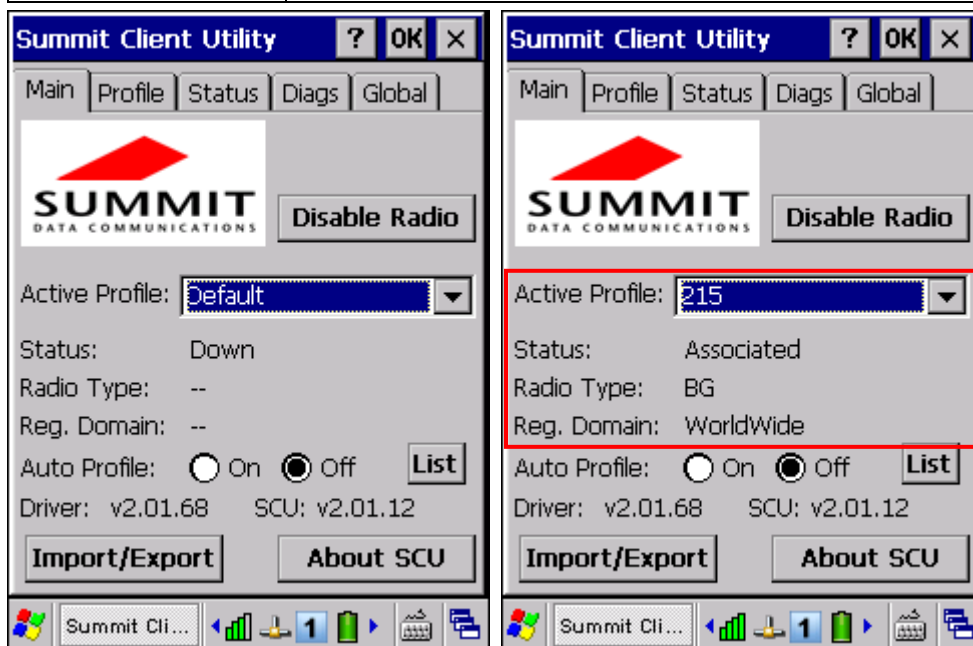 Summit Client Utility ? OK ×
Main Profile Status Diags Global
SUMMIT
DATA COMMUNICATIONS
Disable Radio
Active Profile: Default
Status: Down
Radio Type: --
Reg. Domain: --
Auto Profile: On Off List
Driver: v2.01.68 SCU: v2.01.12
Import/Export About SCU
Summit Cli... 1
Summit Client Utility ? OK ×
Main Profile Status Diags Global
SUMMIT
DATA COMMUNICATIONS
Disable Radio
Active Profile: 215
Status: Associated
Radio Type: BG
Reg. Domain: WorldWide
Auto Profile: On Off List
Driver: v2.01.68 SCU: v2.01.12
Import/Export About SCU
Summit Cli... 1